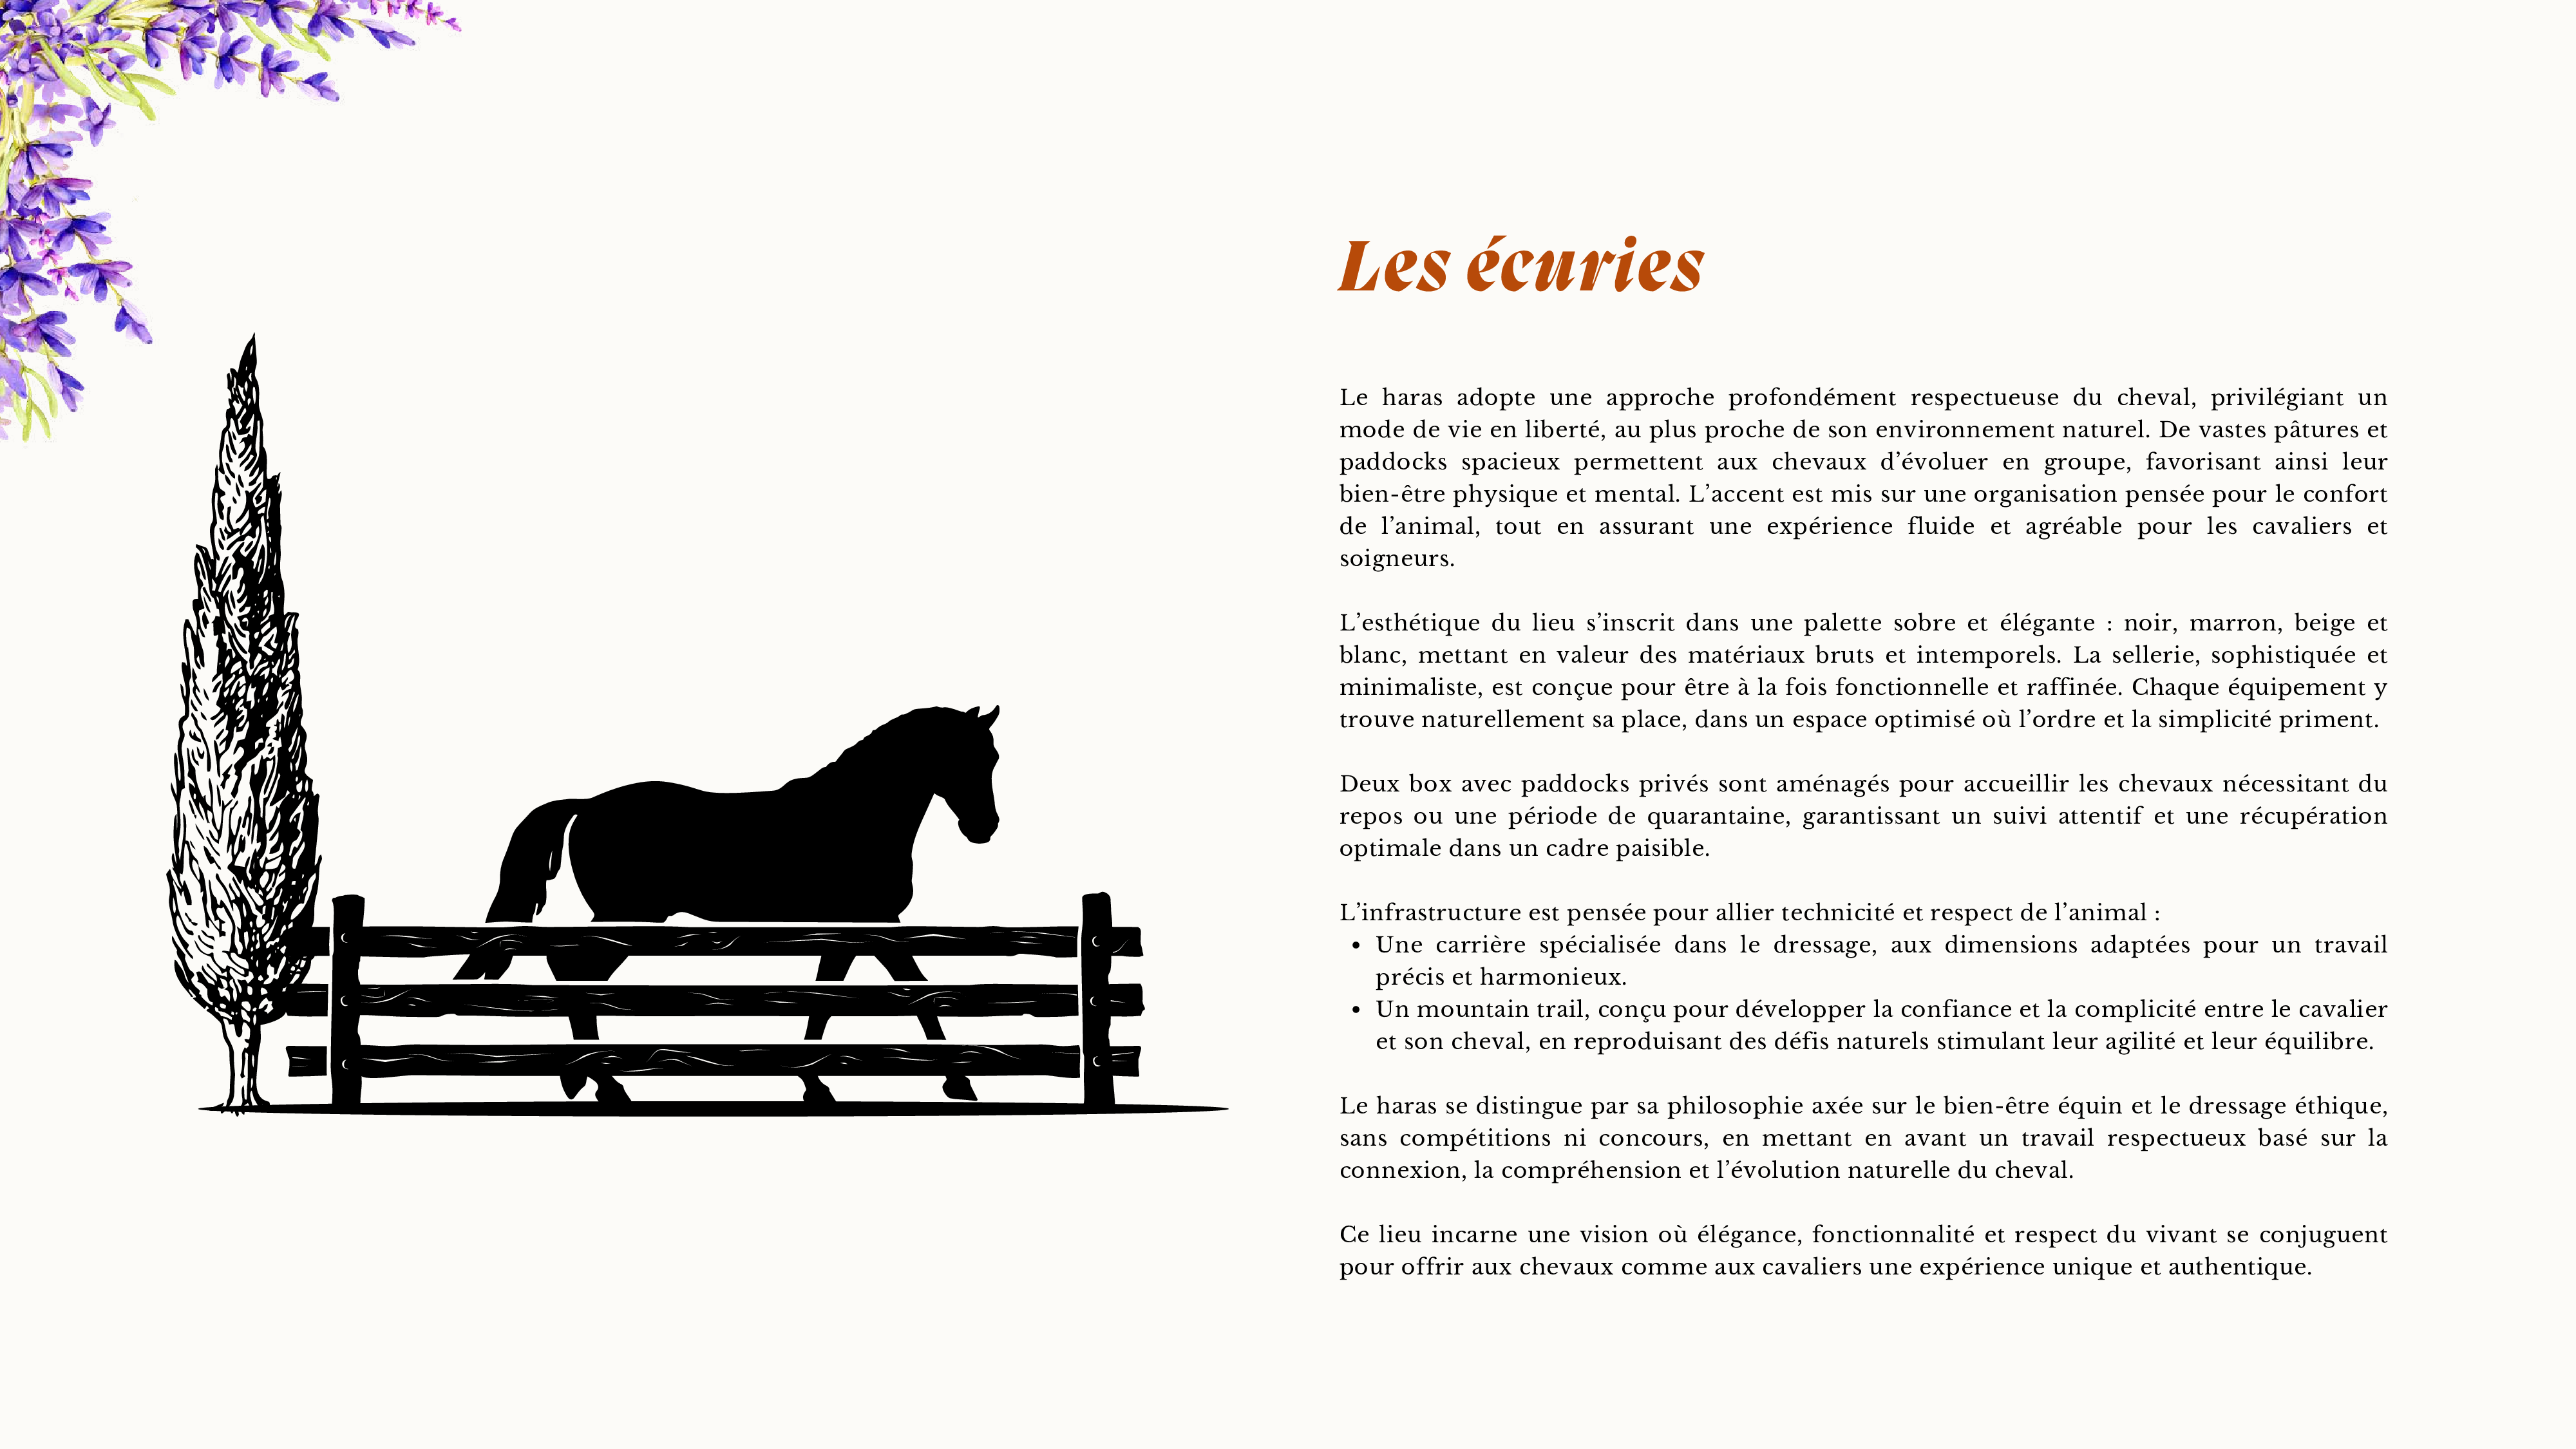 Les écuries
Le haras adopte une approche profondément respectueuse du cheval, privilégiant un
mode de vie en liberté, au plus proche de son environnement naturel. De vastes pâtures et
paddocks spacieux permettent aux chevaux d’évoluer en groupe, favorisant ainsi leur
bien-être physique et mental. L’accent est mis sur une organisation pensée pour le confort
de l’animal, tout en assurant une expérience fluide et agréable pour les cavaliers et
soigneurs.
L’esthétique du lieu s’inscrit dans une palette sobre et élégante : noir, marron, beige et
blanc, mettant en valeur des matériaux bruts et intemporels. La sellerie, sophistiquée et
minimaliste, est conçue pour être à la fois fonctionnelle et raffinée. Chaque équipement y
trouve naturellement sa place, dans un espace optimisé où l’ordre et la simplicité priment.
Deux box avec paddocks privés sont aménagés pour accueillir les chevaux nécessitant du
repos ou une période de quarantaine, garantissant un suivi attentif et une récupération
optimale dans un cadre paisible.
L’infrastructure est pensée pour allier technicité et respect de l’animal :
• Une carrière spécialisée dans le dressage, aux dimensions adaptées pour un travail
précis et harmonieux.
• Un mountain trail, conçu pour développer la confiance et la complicité entre le cavalier
et son cheval, en reproduisant des défis naturels stimulant leur agilité et leur équilibre.
Le haras se distingue par sa philosophie axée sur le bien-être équin et le dressage éthique,
sans compétitions ni concours, en mettant en avant un travail respectueux basé sur la
connexion, la compréhension et l’évolution naturelle du cheval.
Ce lieu incarne une vision où élégance, fonctionnalité et respect du vivant se conjuguent
pour offrir aux chevaux comme aux cavaliers une expérience unique et authentique.